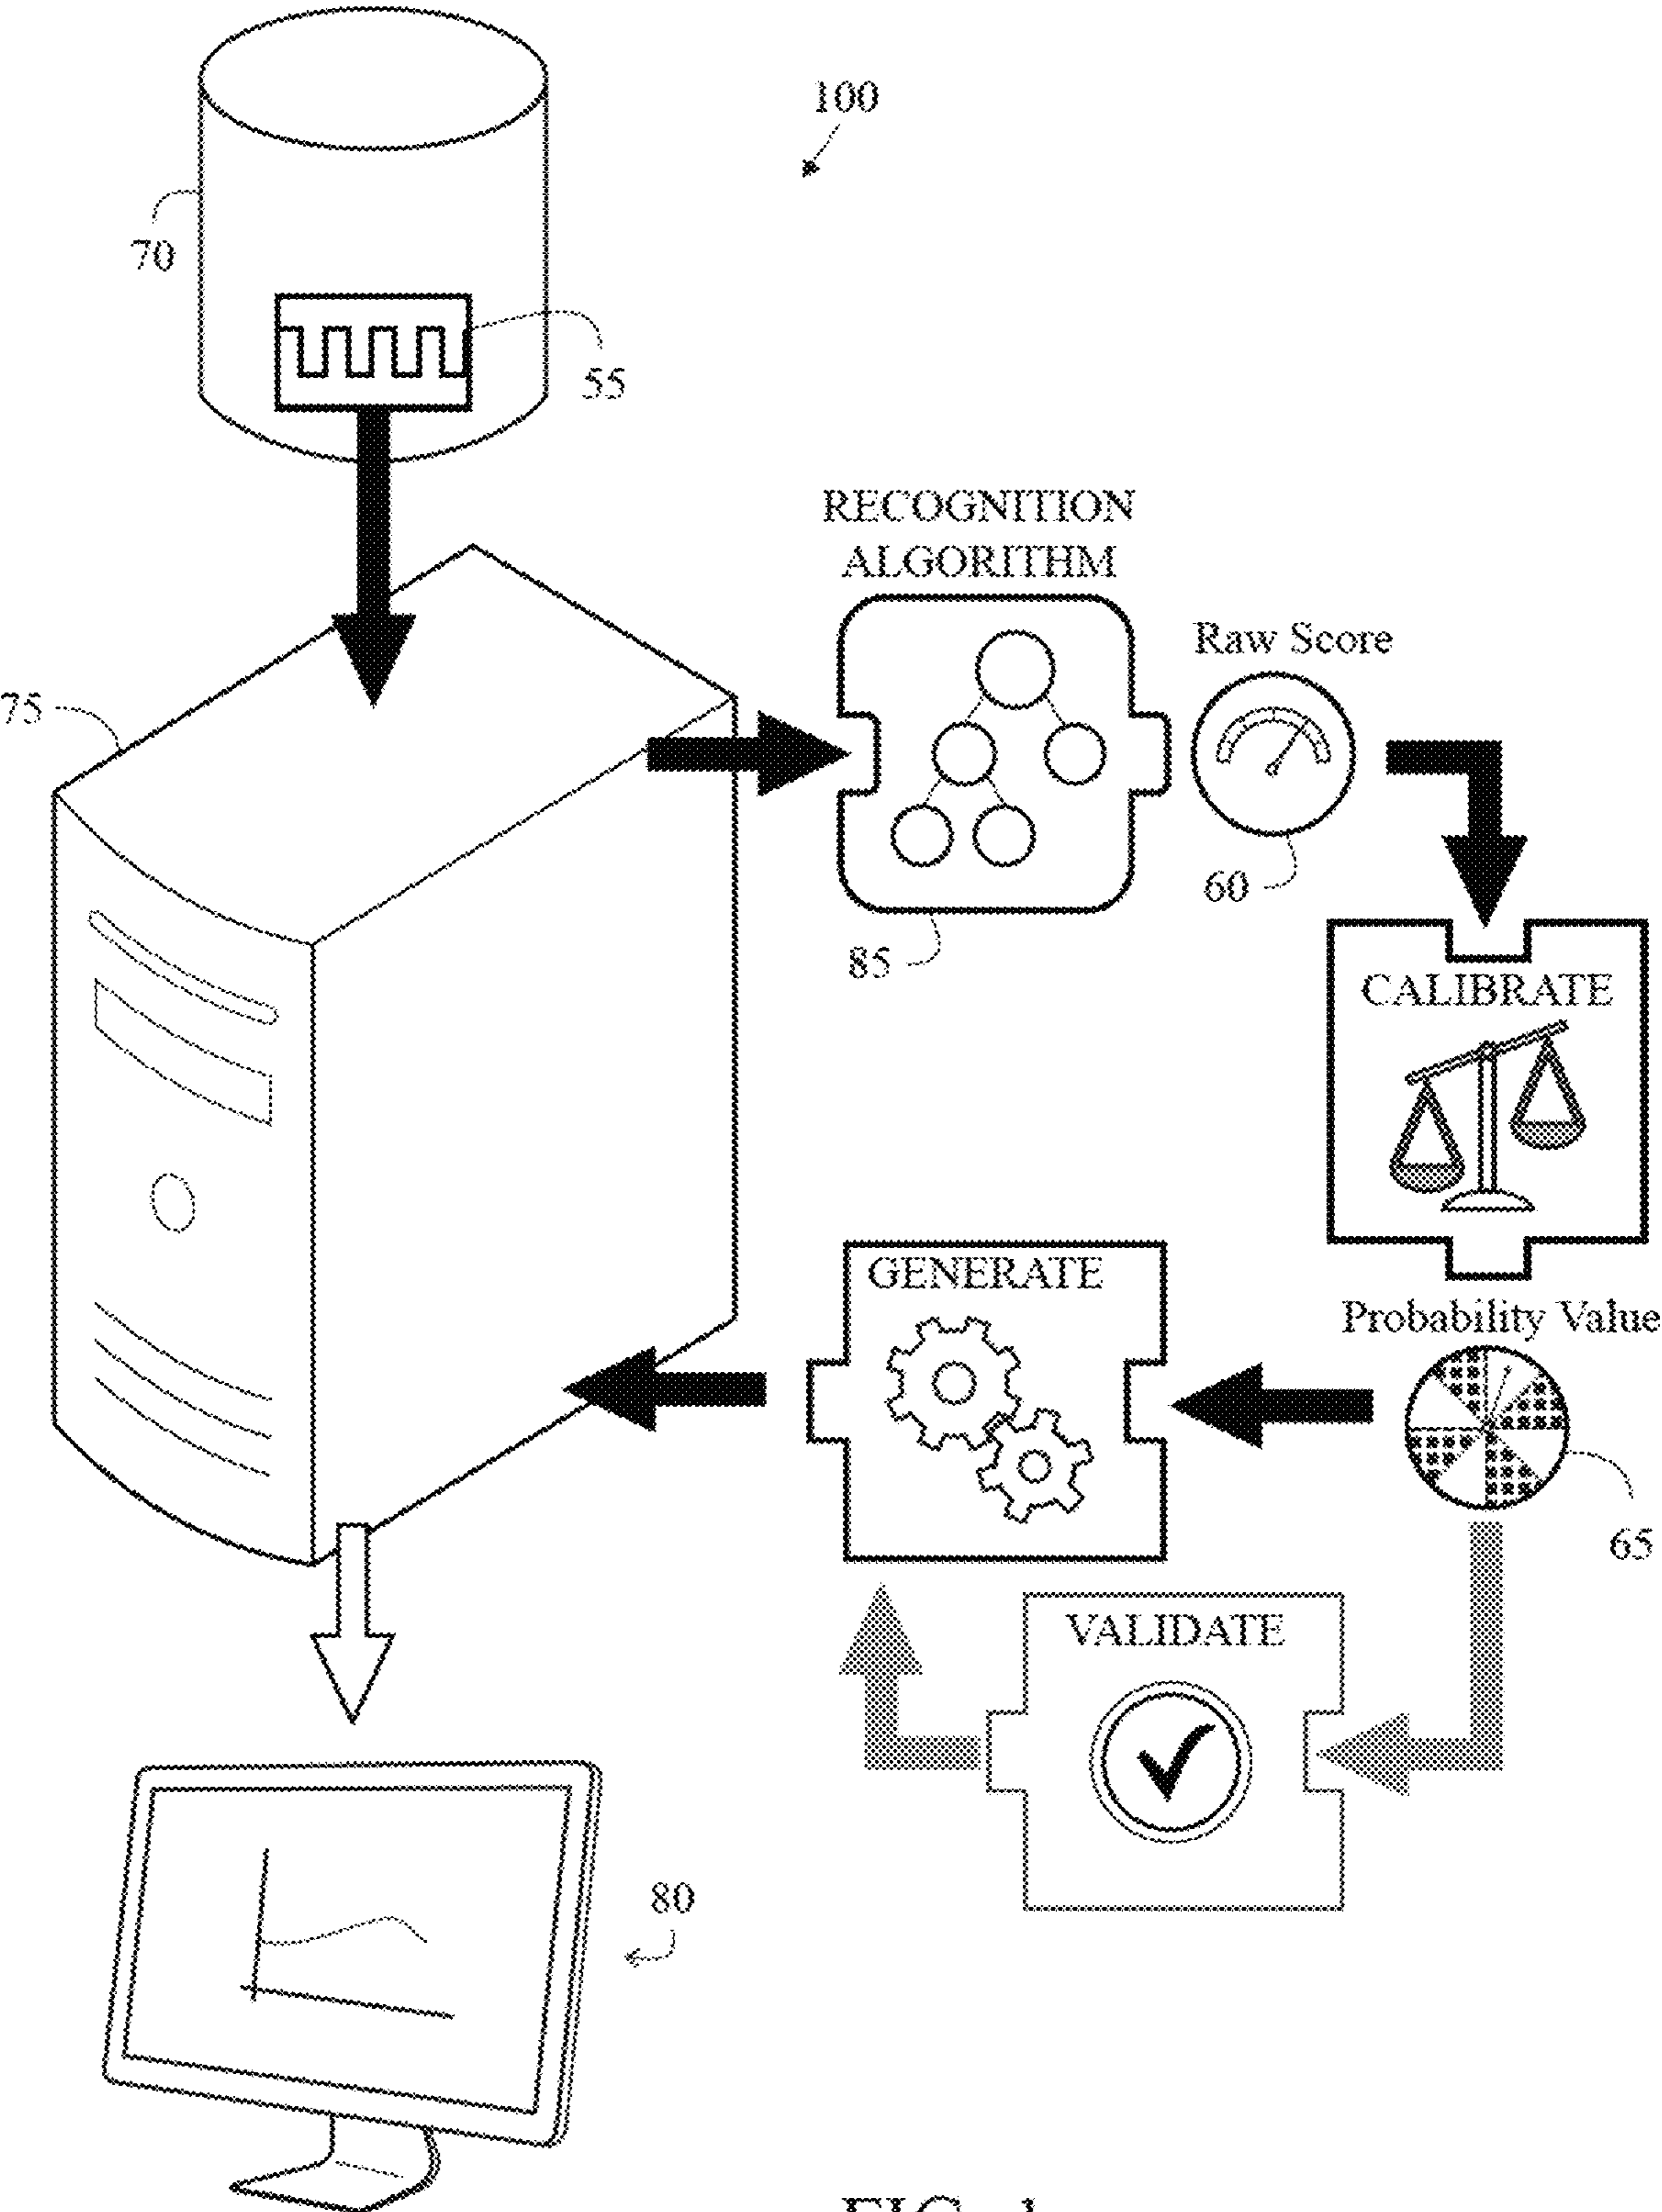 100
70
55
RECOGNITION
ALGORITHM
Raw Score
75
60
85
CALIBRATE
GENERATE
Probability Value
65
VALIDATE
80